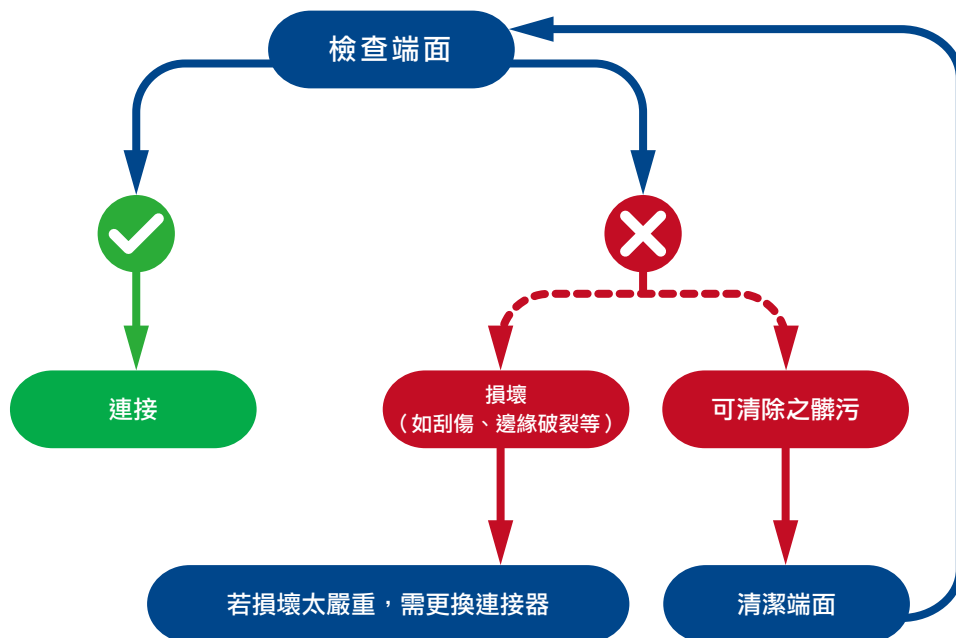 檢查端面
連接
損壞
（如刮傷、邊緣破裂等）
可清除之髒污
若損壞太嚴重，需更換連接器
清潔端面